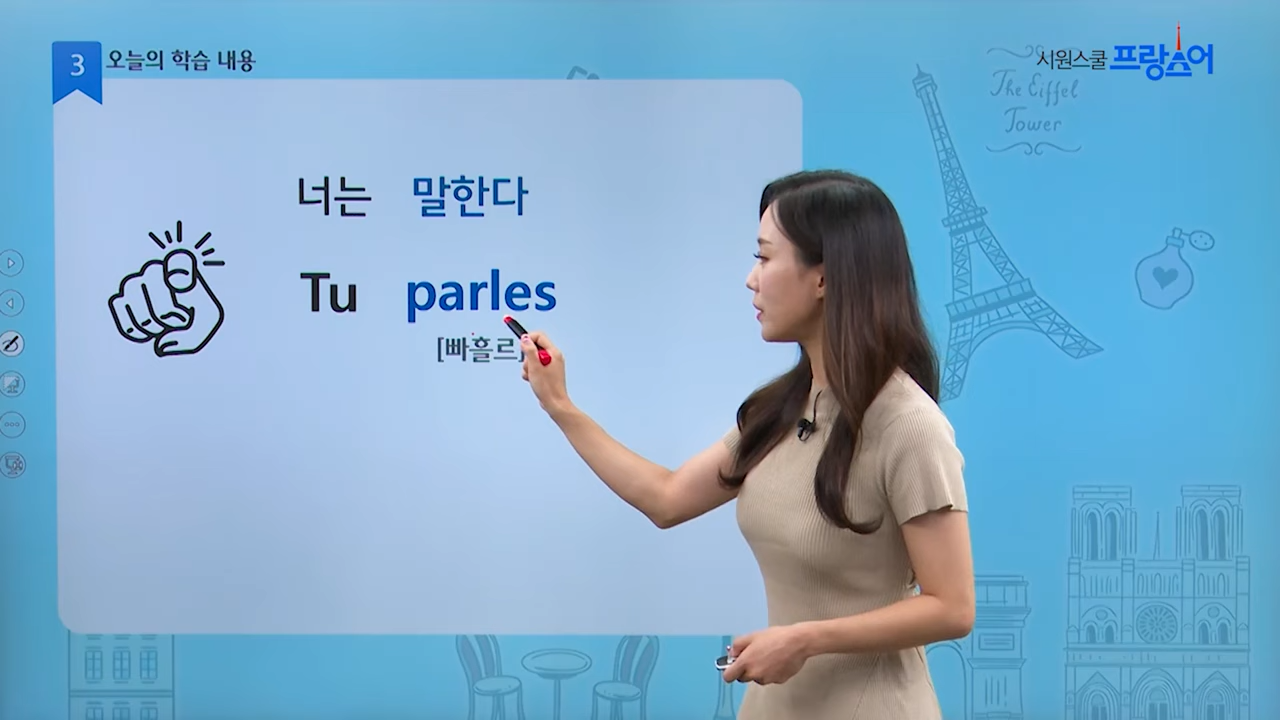 3 오늘의 학습 내용
시원스쿨 프랑스어
The Eiffel
Tower
너는 말한다
Tu parles
[빠흘르]